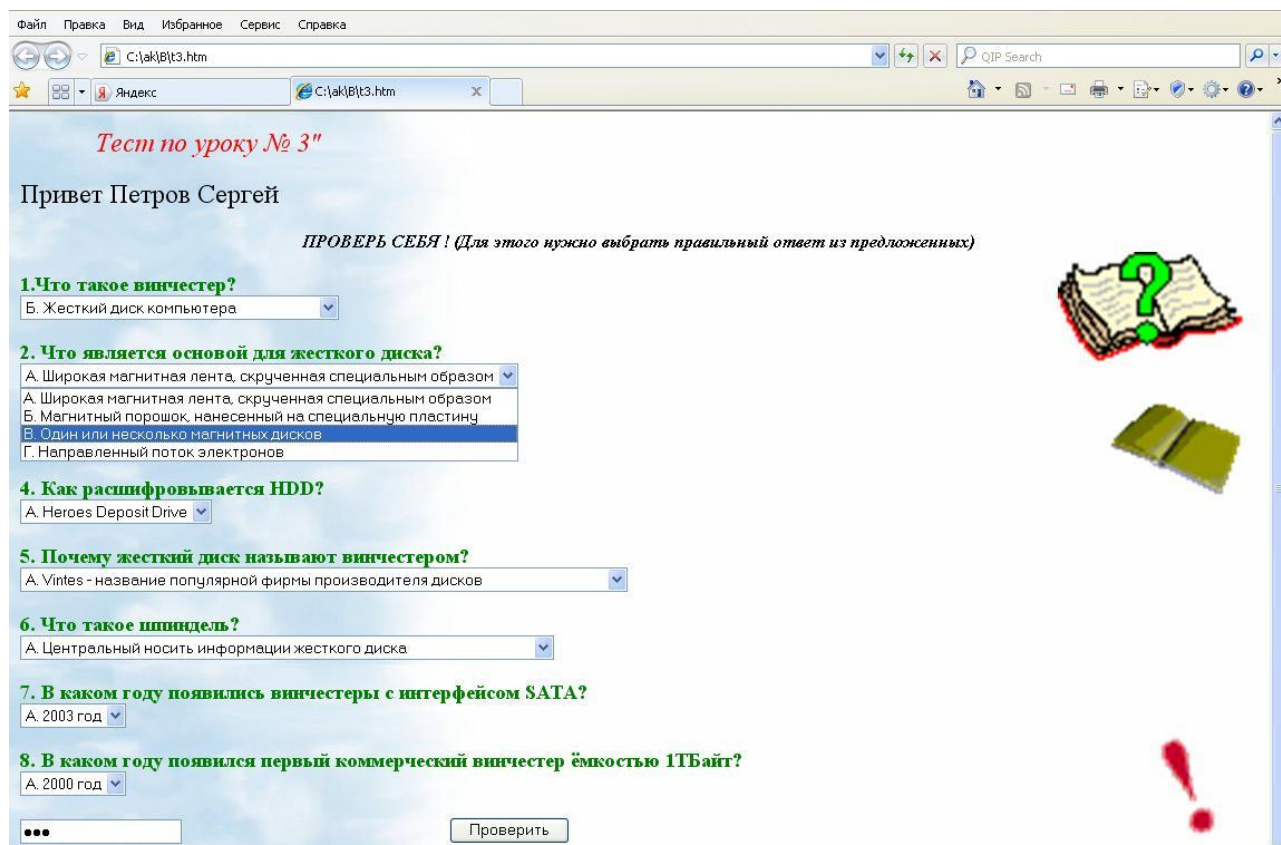 Файл Правка Вид Избранное Сервис Справка
C:\ak\B\t3.htm
QIP Search
Яндекс
C:\ak\B\t3.htm
Тест по уроку № 3"
Привет Петров Сергей
ПРОВЕРЬ СЕБЯ ! (Для этого нужно выбрать правильный ответ из предложенных)
1.Что такое винчестер?
Б. Жесткий диск компьютера
2. Что является основой для жесткого диска?
А. Широкая магнитная лента, скрученная специальным образом
А. Широкая магнитная лента, скрученная специальным образом
Б. Магнитный порошок, нанесенный на специальную пластину
В. Один или несколько магнитных дисков
Г. Направленный поток электронов
4. Как расшифровывается HDD?
А. Heroes Deposit Drive
5. Почему жесткий диск называют винчестером?
А. Vintes - название популярной фирмы производителя дисков
6. Что такое шпиндель?
А. Центральный носить информации жесткого диска
7. В каком году появились винчестеры с интерфейсом SATA?
А. 2003 год
8. В каком году появился первый коммерческий винчестер ёмкостью 1ТБайт?
А. 2000 год
●●●
Проверить